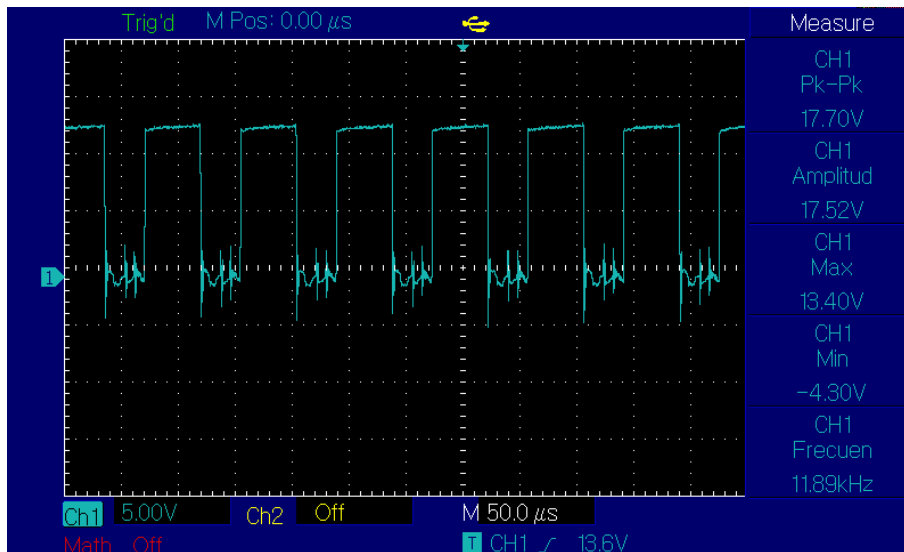 Trig'd M Pos: 0.00 μs Measure
CH1
Pk-Pk
17.70V
CH1
Amplitud
17.52V
CH1
Max
13.40V
CH1
Min
-4.30V
CH1
Frecuen
11.89kHz
1
Ch1 5.00V Ch2 Off M 50.0 μs
Math Off T CH1 13.6V